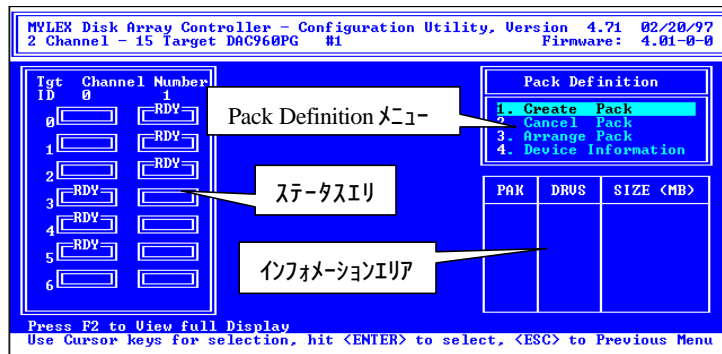 MYLEX Disk Array Controller - Configuration Utility, Version 4.71 02/20/97
2 Channel - 15 Target DAC960PG #1 Firmware: 4.01-0-0
Tgt Channel Number
ID 0 1
0 RDY
1 RDY
2 RDY
3 RDY
4 RDY
5 RDY
6
Pack Definition メニュー
ステータスエリ
インフォメーションエリア
Pack Definition
1. Create Pack
2. Cancel Pack
3. Arrange Pack
4. Device Information
PAK DRVS SIZE (MB)
Press F2 to View full Display
Use Cursor keys for selection, hit <ENTER> to select, <ESC> to Previous Menu